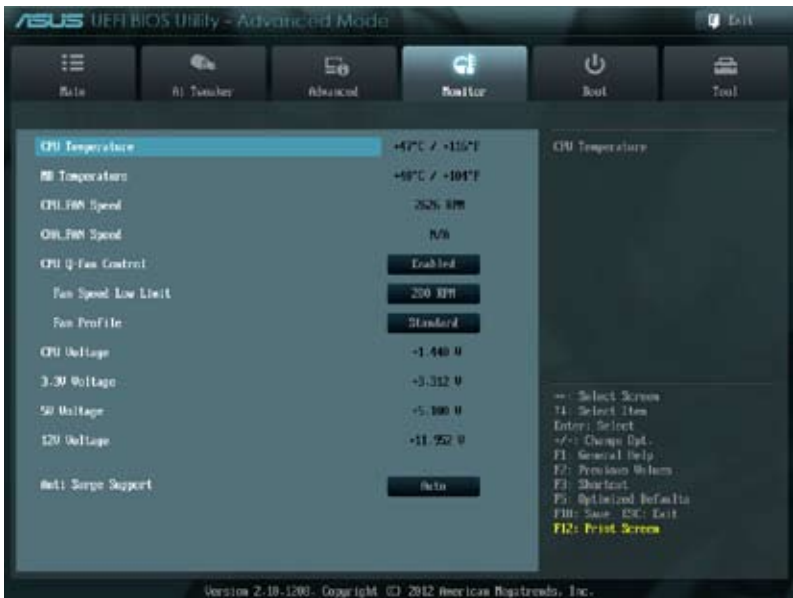 ASUS UEFI BIOS Utility - Advanced Mode
Exit
Main
Ai Tweaker
Advanced
Monitor
Boot
Tool
CPU Temperature +47°C / +116°F
MB Temperature +40°C / +104°F
CPU_FAN Speed 2626 RPM
CHA_FAN Speed N/A
CPU Q-Fan Control Enabled
Fan Speed Low Limit 200 RPM
Fan Profile Standard
CPU Voltage +1.440 V
3.3V Voltage +3.312 V
5V Voltage +5.100 V
12V Voltage +11.952 V
Anti Surge Support Auto
CPU Temperature
→←: Select Screen
↑↓: Select Item
Enter: Select
+/-: Change Opt.
F1: General Help
F2: Previous Values
F3: Shortcut
F5: Optimized Defaults
F10: Save ESC: Exit
F12: Print Screen
Version 2.10.1208. Copyright (C) 2012 American Megatrends, Inc.